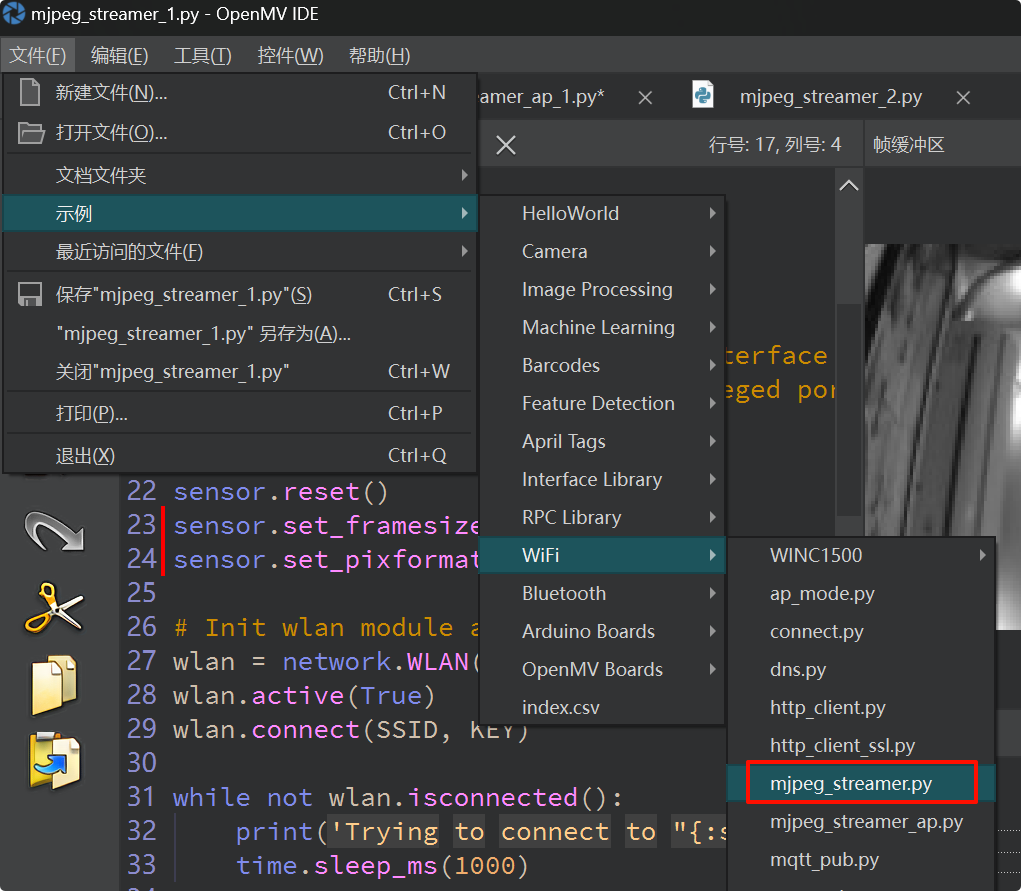 mjpeg_streamer_1.py - OpenMV IDE
文件(F) 编辑(E) 工具(T) 控件(W) 帮助(H)
新建文件(N)... Ctrl+N
打开文件(O)... Ctrl+O
文档文件夹
示例
最近访问的文件(F)
保存"mjpeg_streamer_1.py"(S) Ctrl+S
"mjpeg_streamer_1.py" 另存为(A)...
关闭"mjpeg_streamer_1.py" Ctrl+W
打印(P)... Ctrl+P
退出(X) Ctrl+Q
amer_ap_1.py* mjpeg_streamer_2.py
行号: 17, 列号: 4 帧缓冲区
HelloWorld
Camera
Image Processing
Machine Learning
Barcodes
Feature Detection
April Tags
Interface Library
RPC Library
WiFi
Bluetooth
Arduino Boards
OpenMV Boards
index.csv
WINC1500
ap_mode.py
connect.py
dns.py
http_client.py
http_client_ssl.py
mjpeg_streamer.py
mjpeg_streamer_ap.py
mqtt_pub.py
terface
eged por
22 sensor.reset()
23 sensor.set_framesize
24 sensor.set_pixformat
25
26 # Init wlan module a
27 wlan = network.WLAN(
28 wlan.active(True)
29 wlan.connect(SSID, KEY)
30
31 while not wlan.isconnected():
32 print('Trying to connect to "{:s
33 time.sleep_ms(1000)